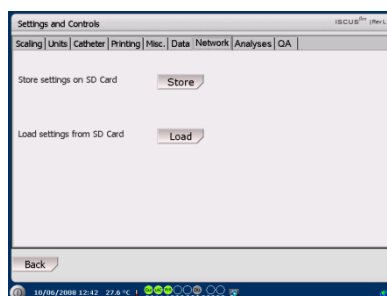 Settings and Controls
Scaling Units Catheter Printing Misc. Data Network Analyses QA
Store settings on SD Card Store
Load settings from SD Card Load
Back
10/06/2008 12:42 27.6 °C